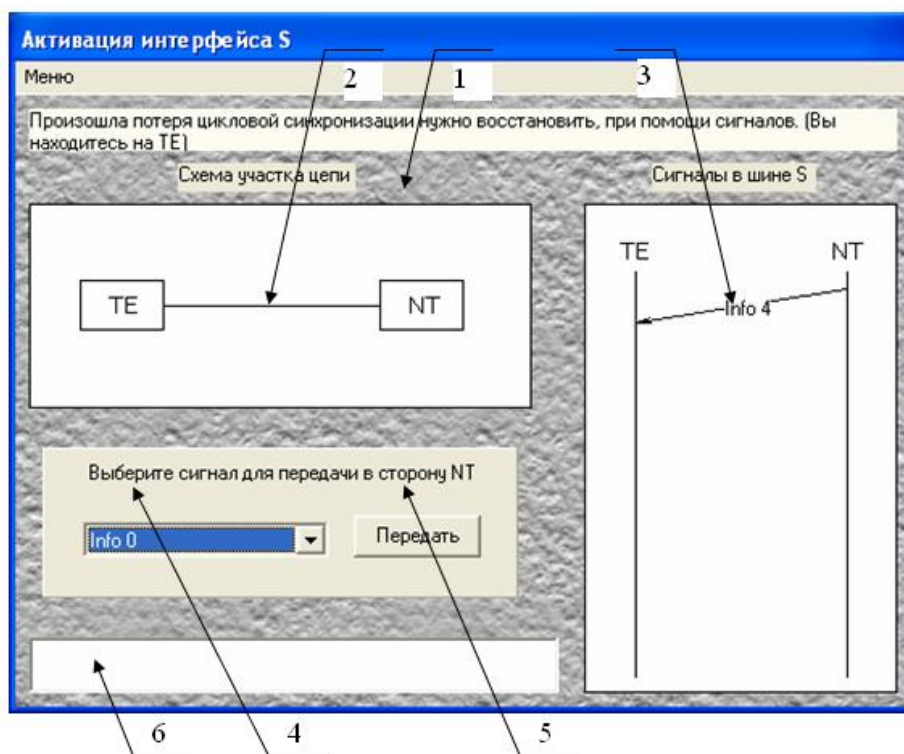 Активация интерфейса S
2 1 3
Меню
Произошла потеря цикловой синхронизации нужно восстановить, при помощи сигналов. (Вы
находитесь на TE)
Схема участка цепи
Сигналы в шине S
TE NT
TE NT
Info 4
Выберите сигнал для передачи в сторону NT
Info 0
Передать
6 4 5